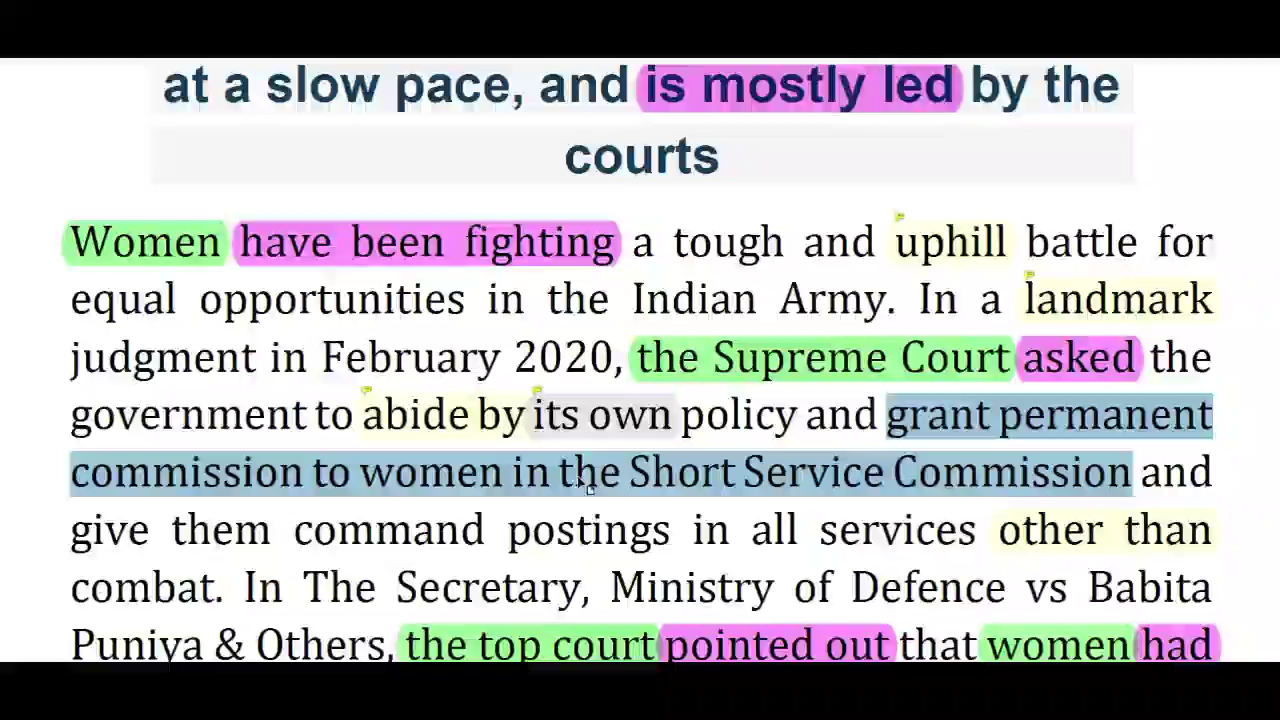 at a slow pace, and is mostly led by the
courts
Women have been fighting a tough and uphill battle for
equal opportunities in the Indian Army. In a landmark
judgment in February 2020, the Supreme Court asked the
government to abide by its own policy and grant permanent
commission to women in the Short Service Commission and
give them command postings in all services other than
combat. In The Secretary, Ministry of Defence vs Babita
Puniya & Others, the top court pointed out that women had